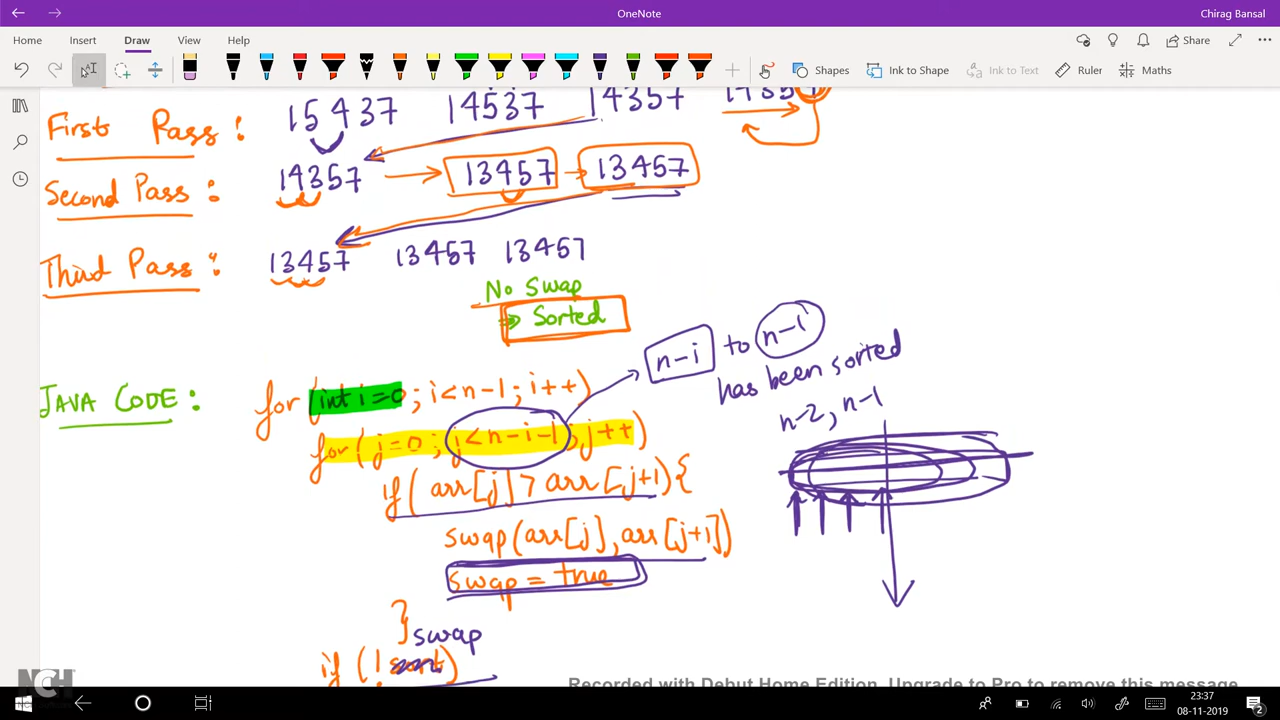 OneNote
Chirag Bansal
Home Insert Draw View Help
Share
Shapes Ink to Shape Ink to Text Ruler Maths
First Pass : 15437 14537 14357
Second Pass : 14357 13457 13457
Third Pass : 13457 13457 13457
No Swap
⇒ Sorted
n-i to n-1
has been sorted
n-2, n-1
JAVA CODE : for (int i=0; i<n-1; i++)
for (j=0; j<n-i-1; j++)
if( arr[j] > arr[j+1]){
swap(arr[j], arr[j+1])
swap = true
} swap
if (!
NCH
Recorded with Debut Home Edition. Upgrade to Pro to remove this message
23:37
08-11-2019
2